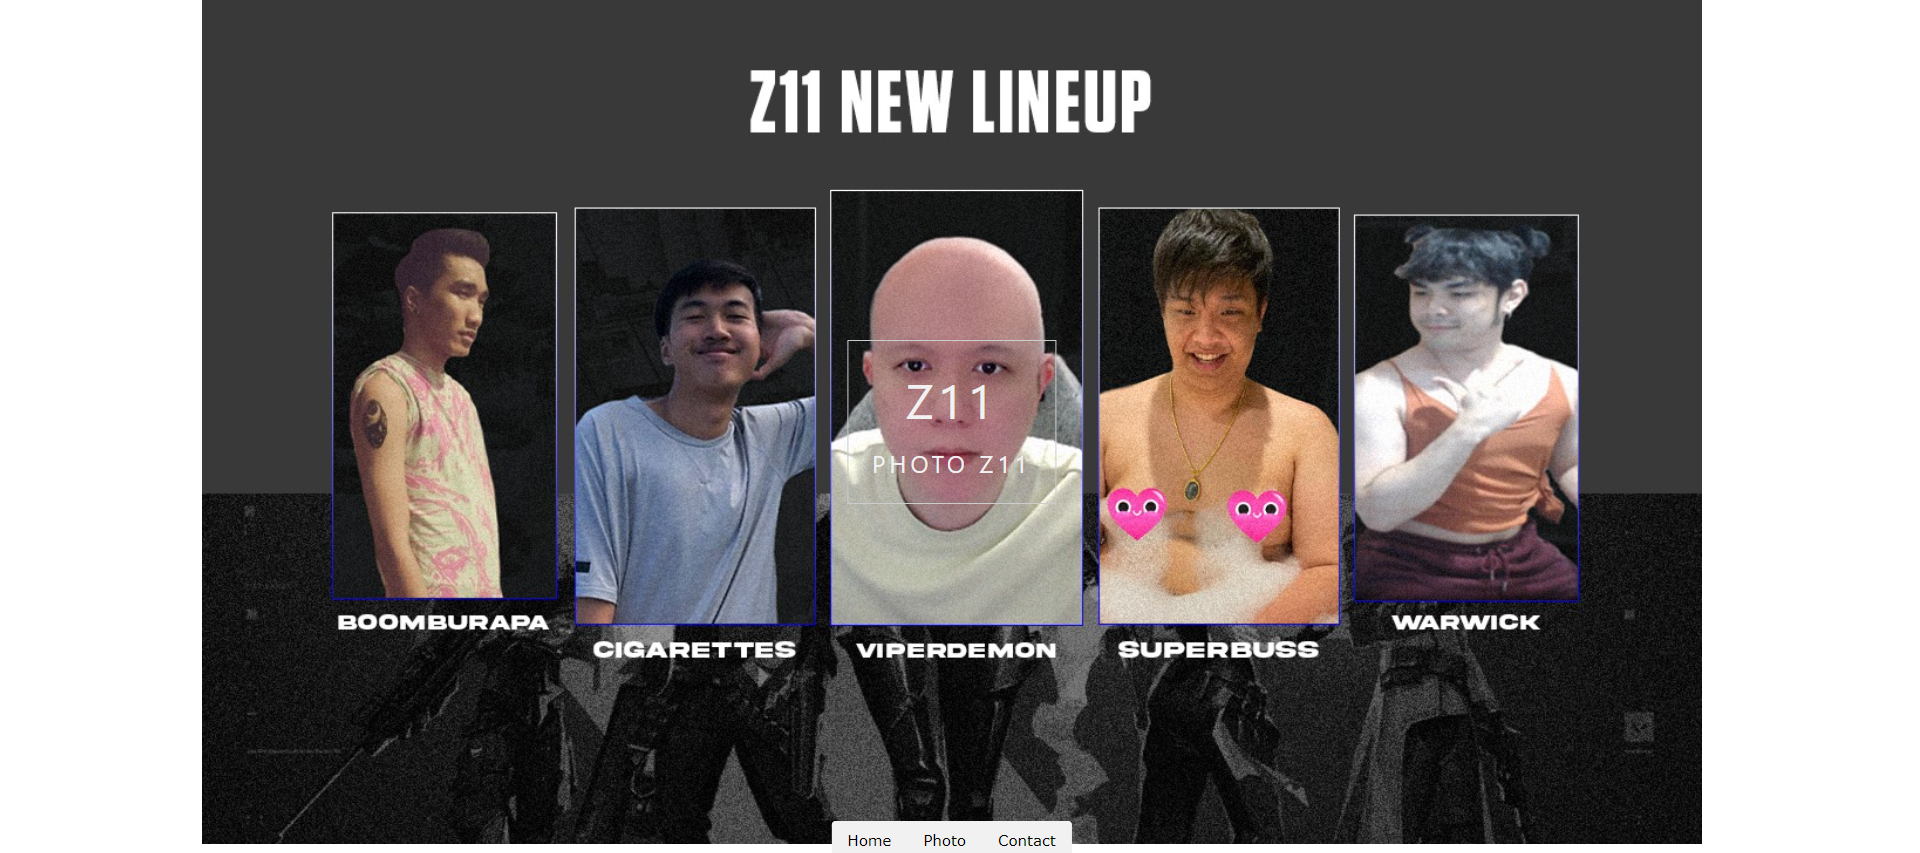 Z11 NEW LINEUP
Z11
PHOTO Z11
BOOMBURAPA
CIGARETTES
VIPERDEMON
SUPERBUSS
WARWICK
Home Photo Contact